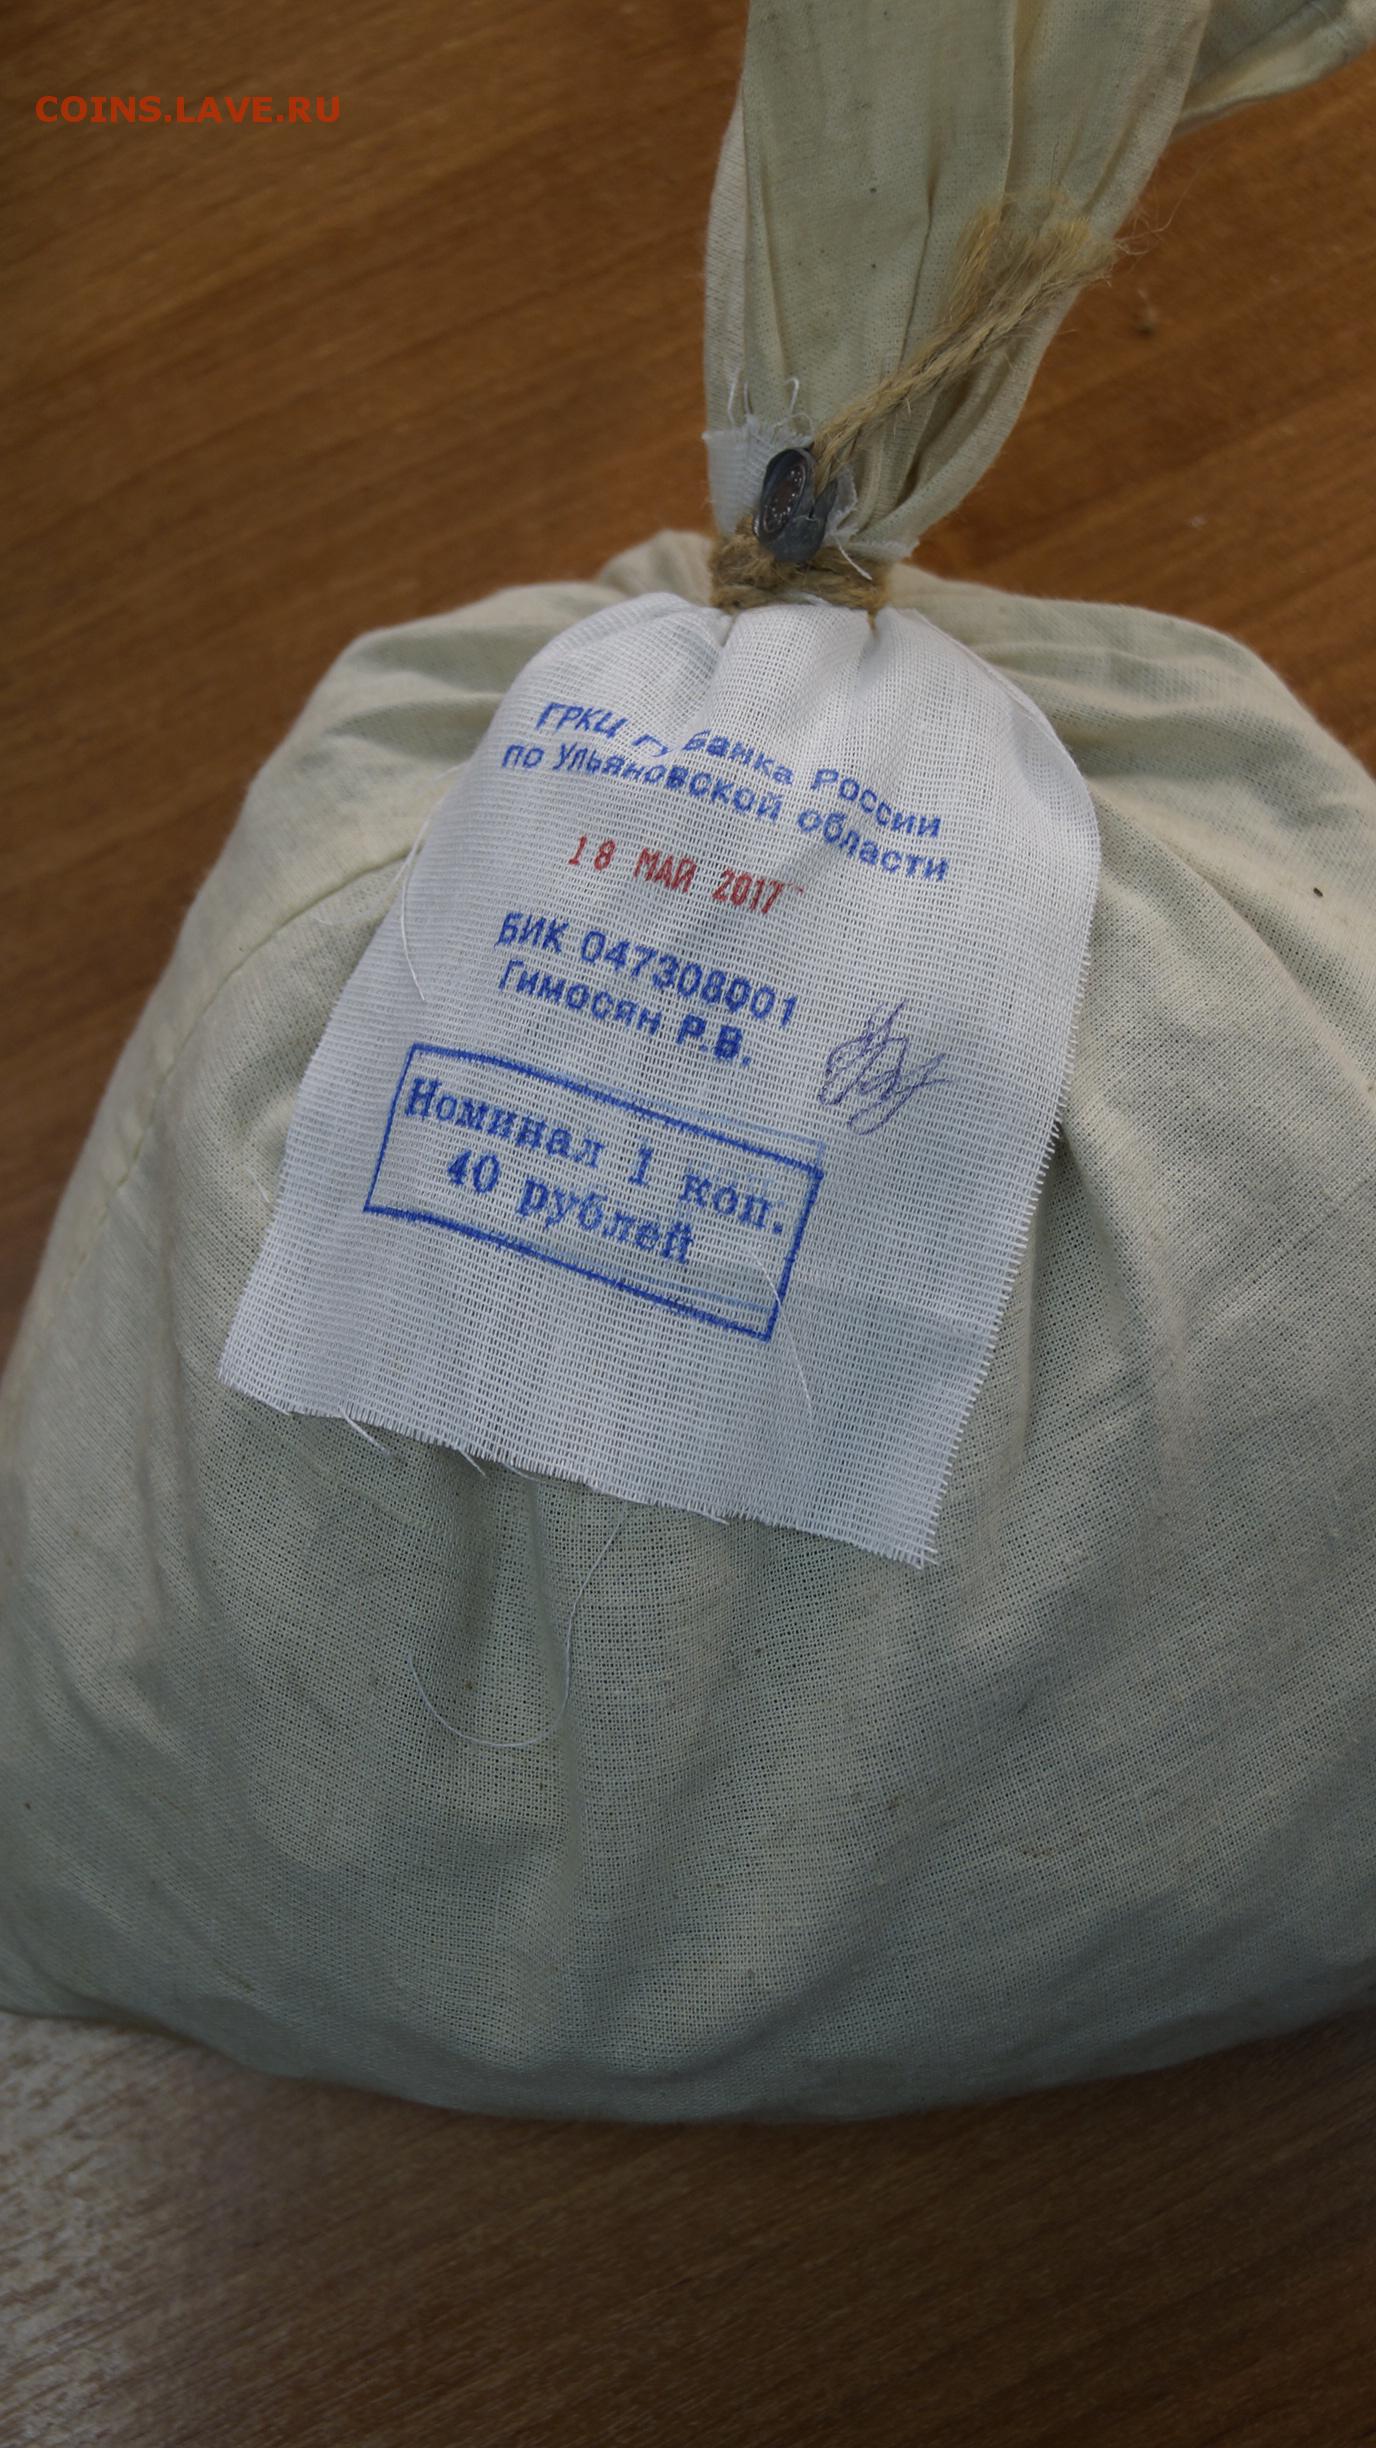 COINS.LAVE.RU
ГРКЦ Банка России
по Ульяновской области
18 МАЙ 2017
БИК 047308001
Гимосян Р.В.
Номинал 1 коп.
40 рублей